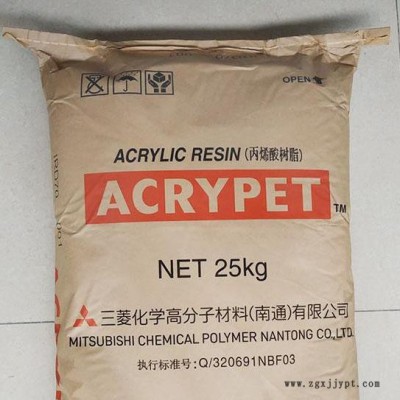 OPEN
ACRYLIC RESIN (丙烯酸树脂)
ACRYPET TM
NET 25kg
三菱化学高分子材料(南通)有限公司
MITSUBISHI CHEMICAL POLYMER NANTONG CO.,LTD.
执行标准号: Q/320691NBF03
www.zgxjjypt.com